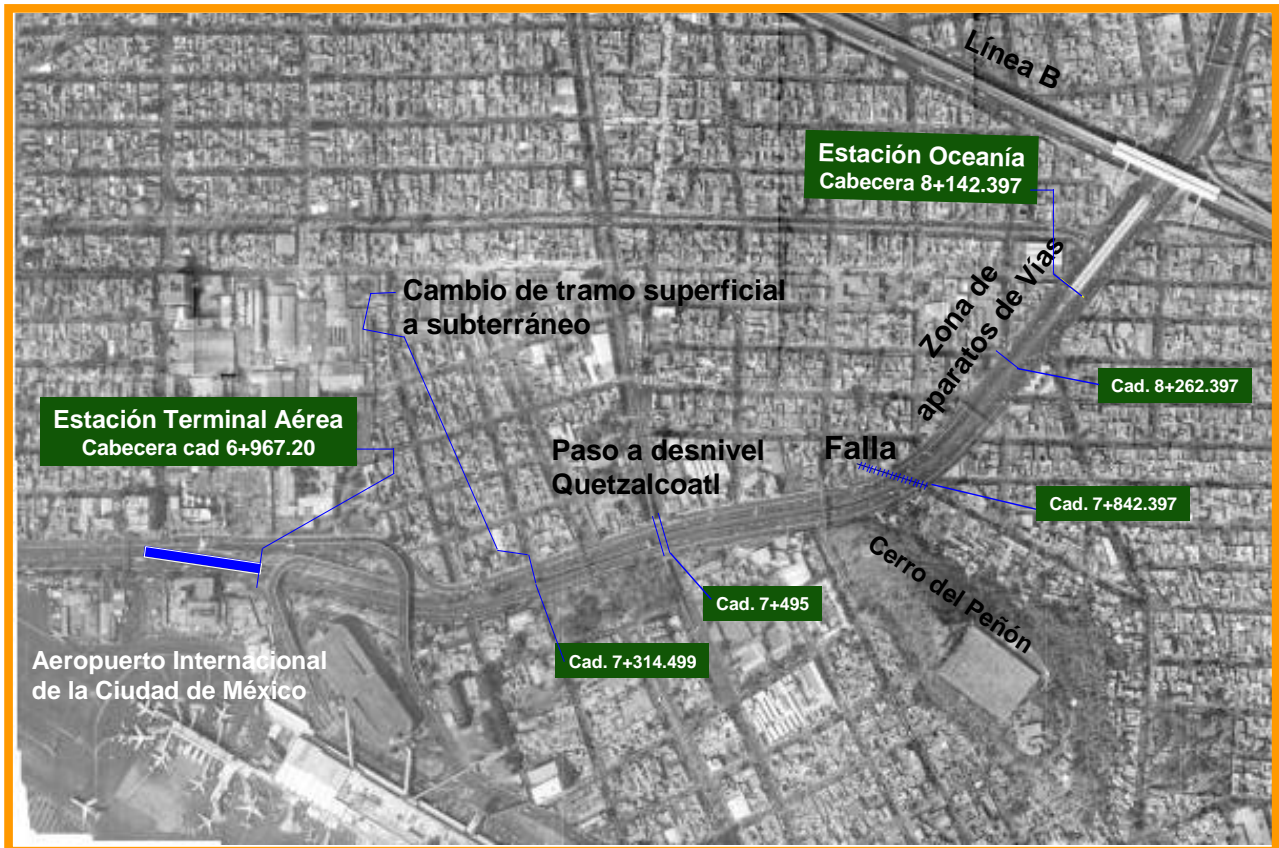 Línea B
Estación Oceanía
Cabecera 8+142.397
Zona de
aparatos de Vías
Cambio de tramo superficial
a subterráneo
Cad. 8+262.397
Estación Terminal Aérea
Cabecera cad 6+967.20
Paso a desnivel
Quetzalcoatl
Falla
Cad. 7+842.397
Cerro del Peñón
Cad. 7+495
Cad. 7+314.499
Aeropuerto Internacional
de la Ciudad de México